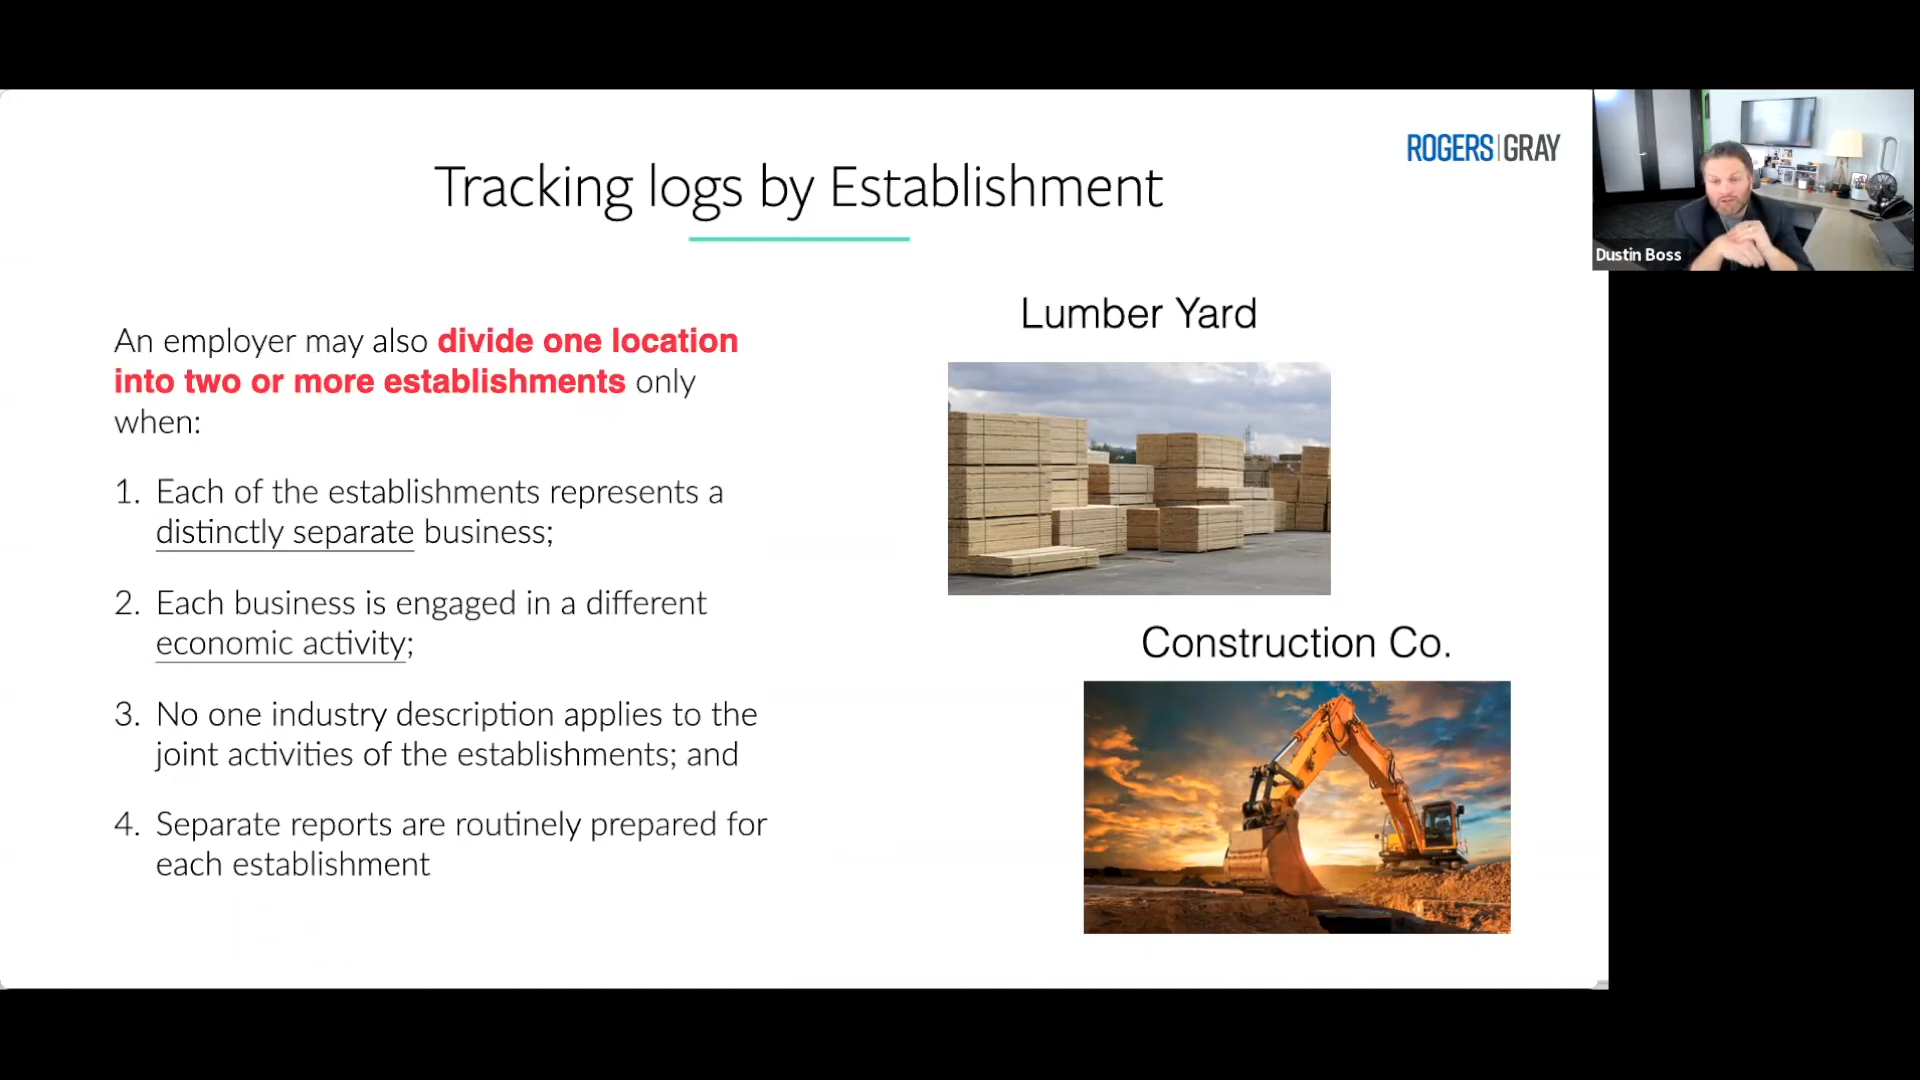 ROGERS|GRAY
Tracking logs by Establishment
Dustin Boss
An employer may also divide one location
into two or more establishments only
when:
1. Each of the establishments represents a
distinctly separate business;
2. Each business is engaged in a different
economic activity;
3. No one industry description applies to the
joint activities of the establishments; and
4. Separate reports are routinely prepared for
each establishment
Lumber Yard
Construction Co.